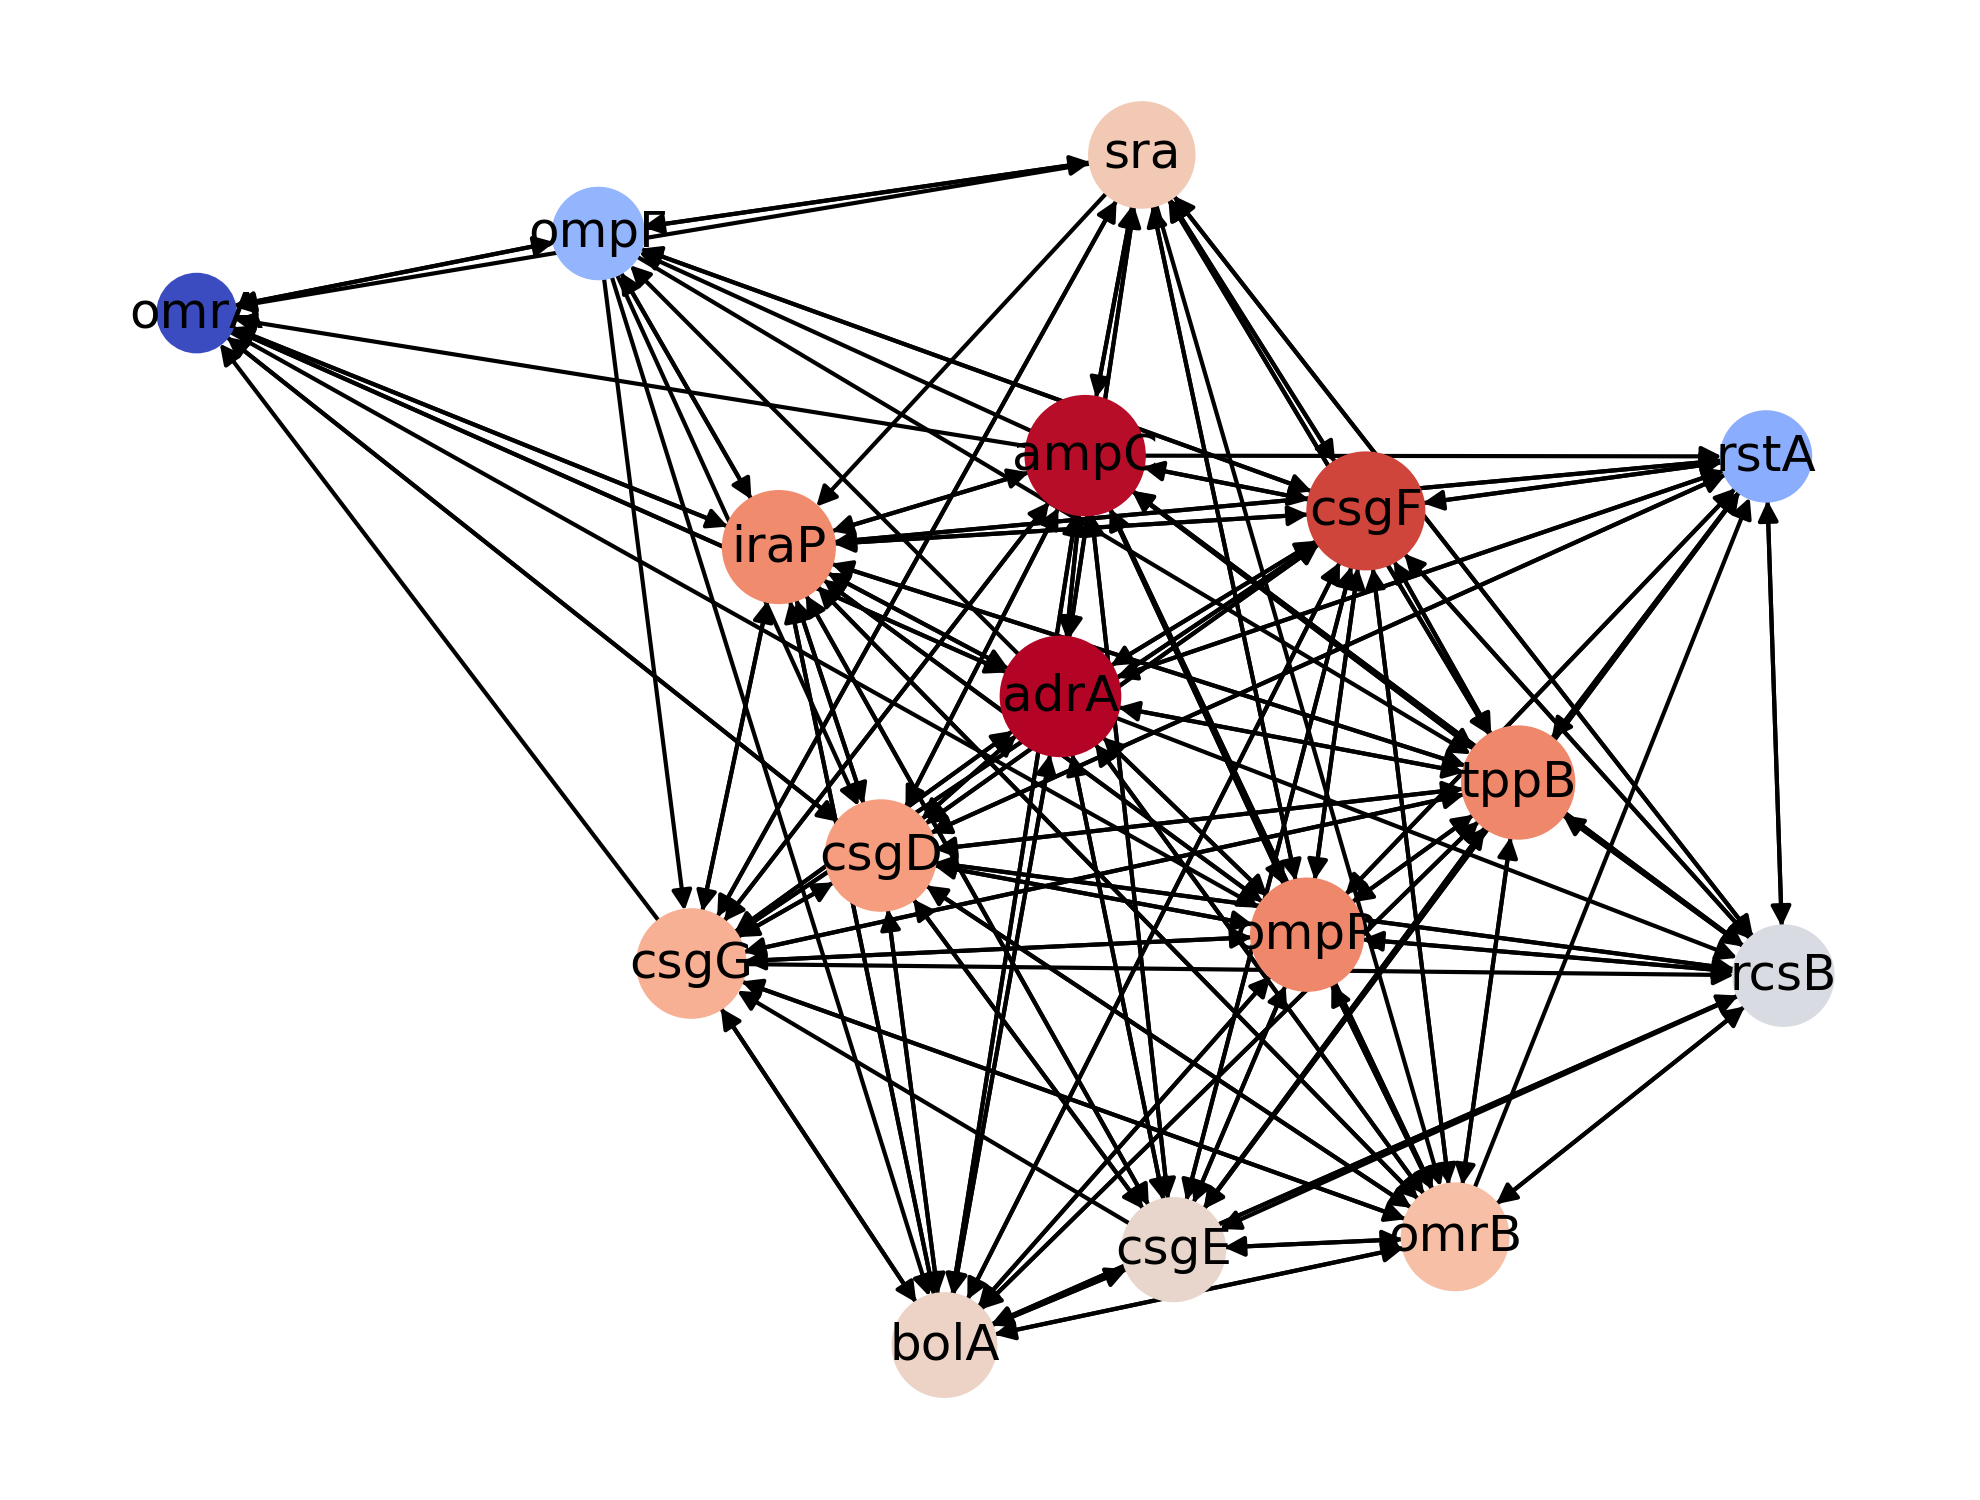 sra
ompF
omrA
ampC
rstA
csgF
iraP
adrA
tppB
csgD
ompR
csgG
rcsB
omrB
csgE
bolA